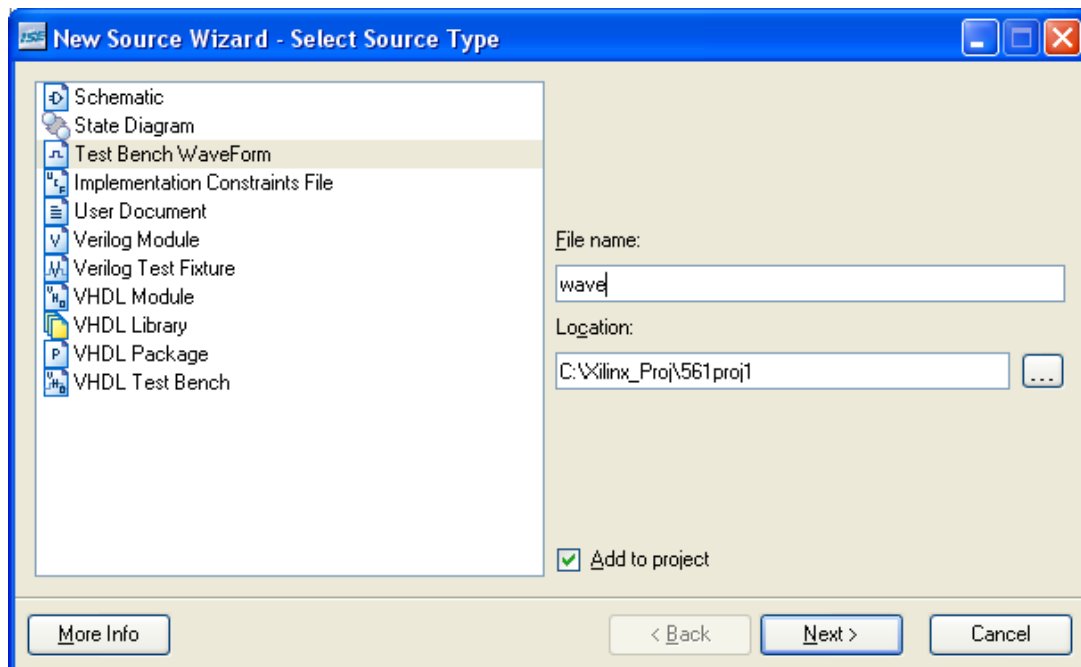 ISE New Source Wizard - Select Source Type
Schematic
State Diagram
Test Bench WaveForm
Implementation Constraints File
User Document
Verilog Module
Verilog Test Fixture
VHDL Module
VHDL Library
VHDL Package
VHDL Test Bench
File name:
wave
Location:
C:\Xilinx_Proj\561proj1
...
Add to project
More Info
< Back
Next >
Cancel